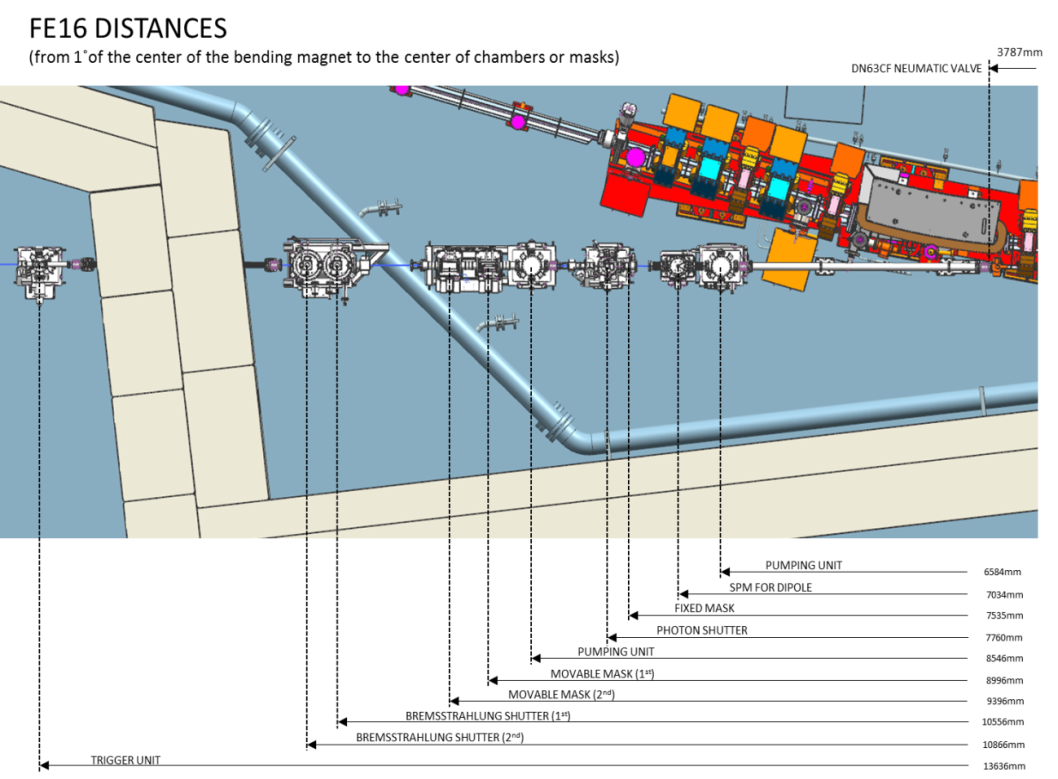 FE16 DISTANCES
(from 1˚of the center of the bending magnet to the center of chambers or masks)
3787mm
DN63CF NEUMATIC VALVE
PUMPING UNIT 6584mm
SPM FOR DIPOLE 7034mm
FIXED MASK 7535mm
PHOTON SHUTTER 7760mm
PUMPING UNIT 8546mm
MOVABLE MASK (1st) 8996mm
MOVABLE MASK (2nd) 9396mm
BREMSSTRAHLUNG SHUTTER (1st) 10556mm
BREMSSTRAHLUNG SHUTTER (2nd) 10866mm
TRIGGER UNIT 13636mm